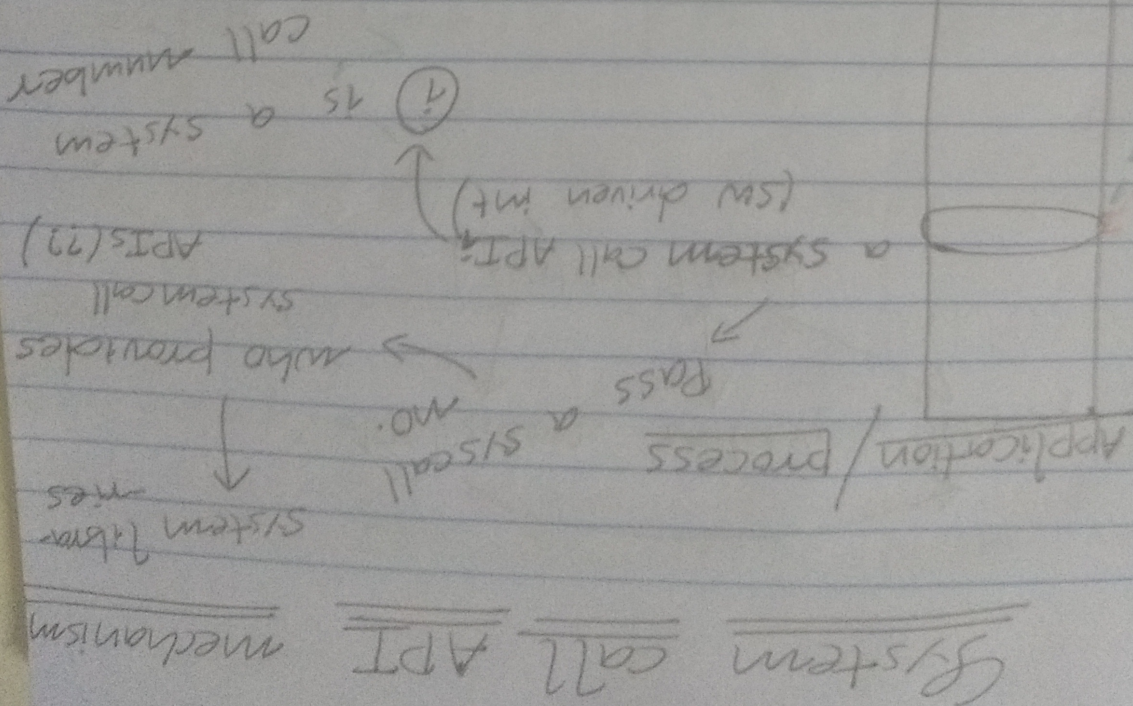 System call API mechanism
system libra-
ries
Application/process
a syscall
no.
Pass
who provides
system call
APIs(??)
a system call API i
(SW driven int)
i is a system
call number